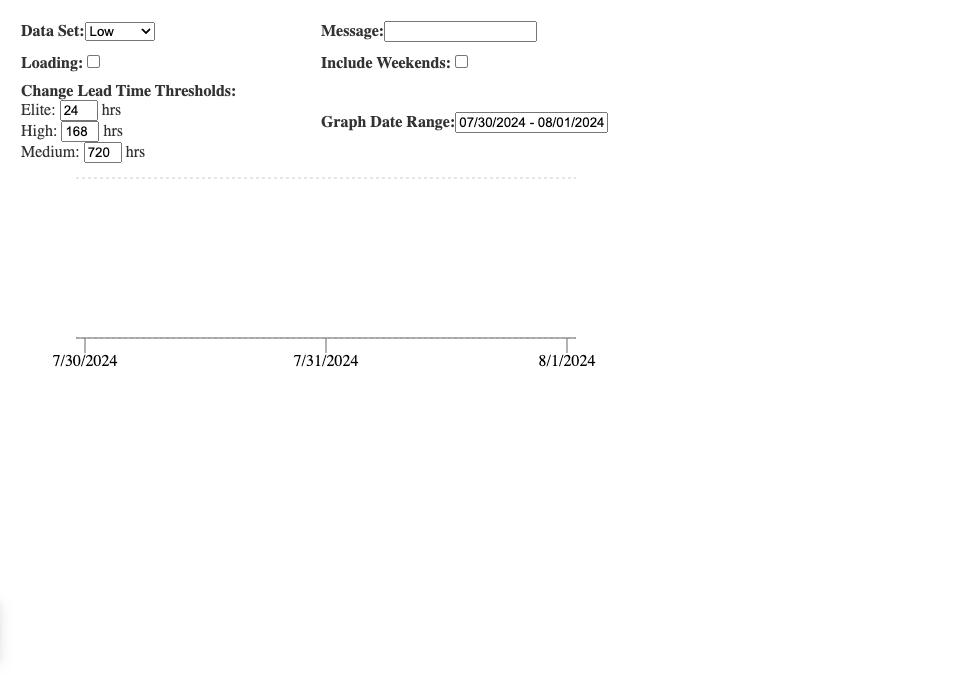 Data Set: Low
Message:
Loading:
Include Weekends:
Change Lead Time Thresholds:
Elite: 24 hrs
High: 168 hrs
Medium: 720 hrs
Graph Date Range: 07/30/2024 - 08/01/2024
7/30/2024
7/31/2024
8/1/2024